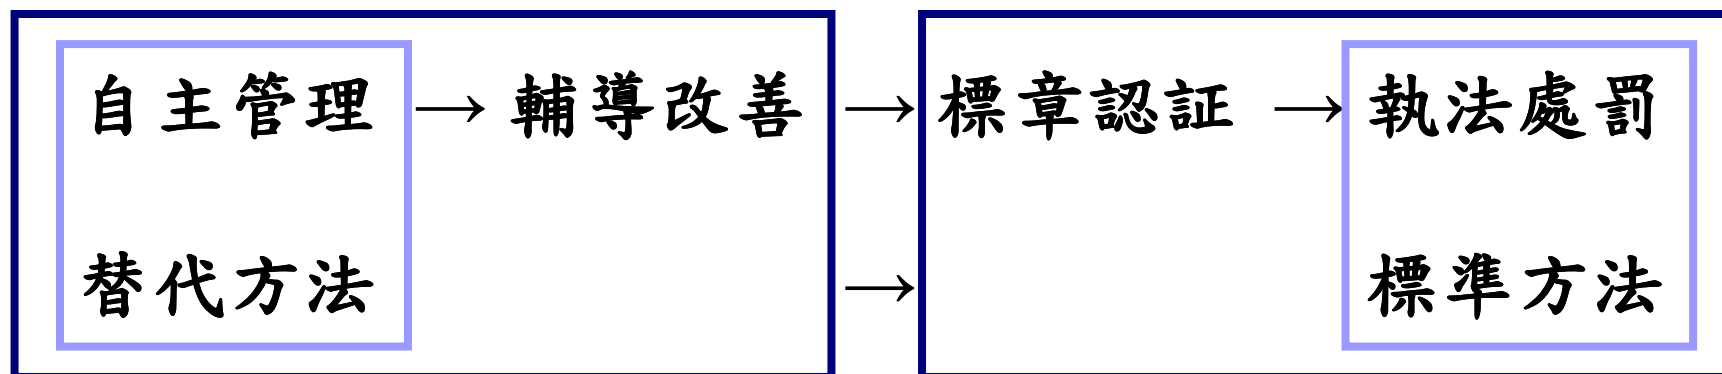 自主管理 → 輔導改善 → 標章認証 → 執法處罰
替代方法 → 標準方法